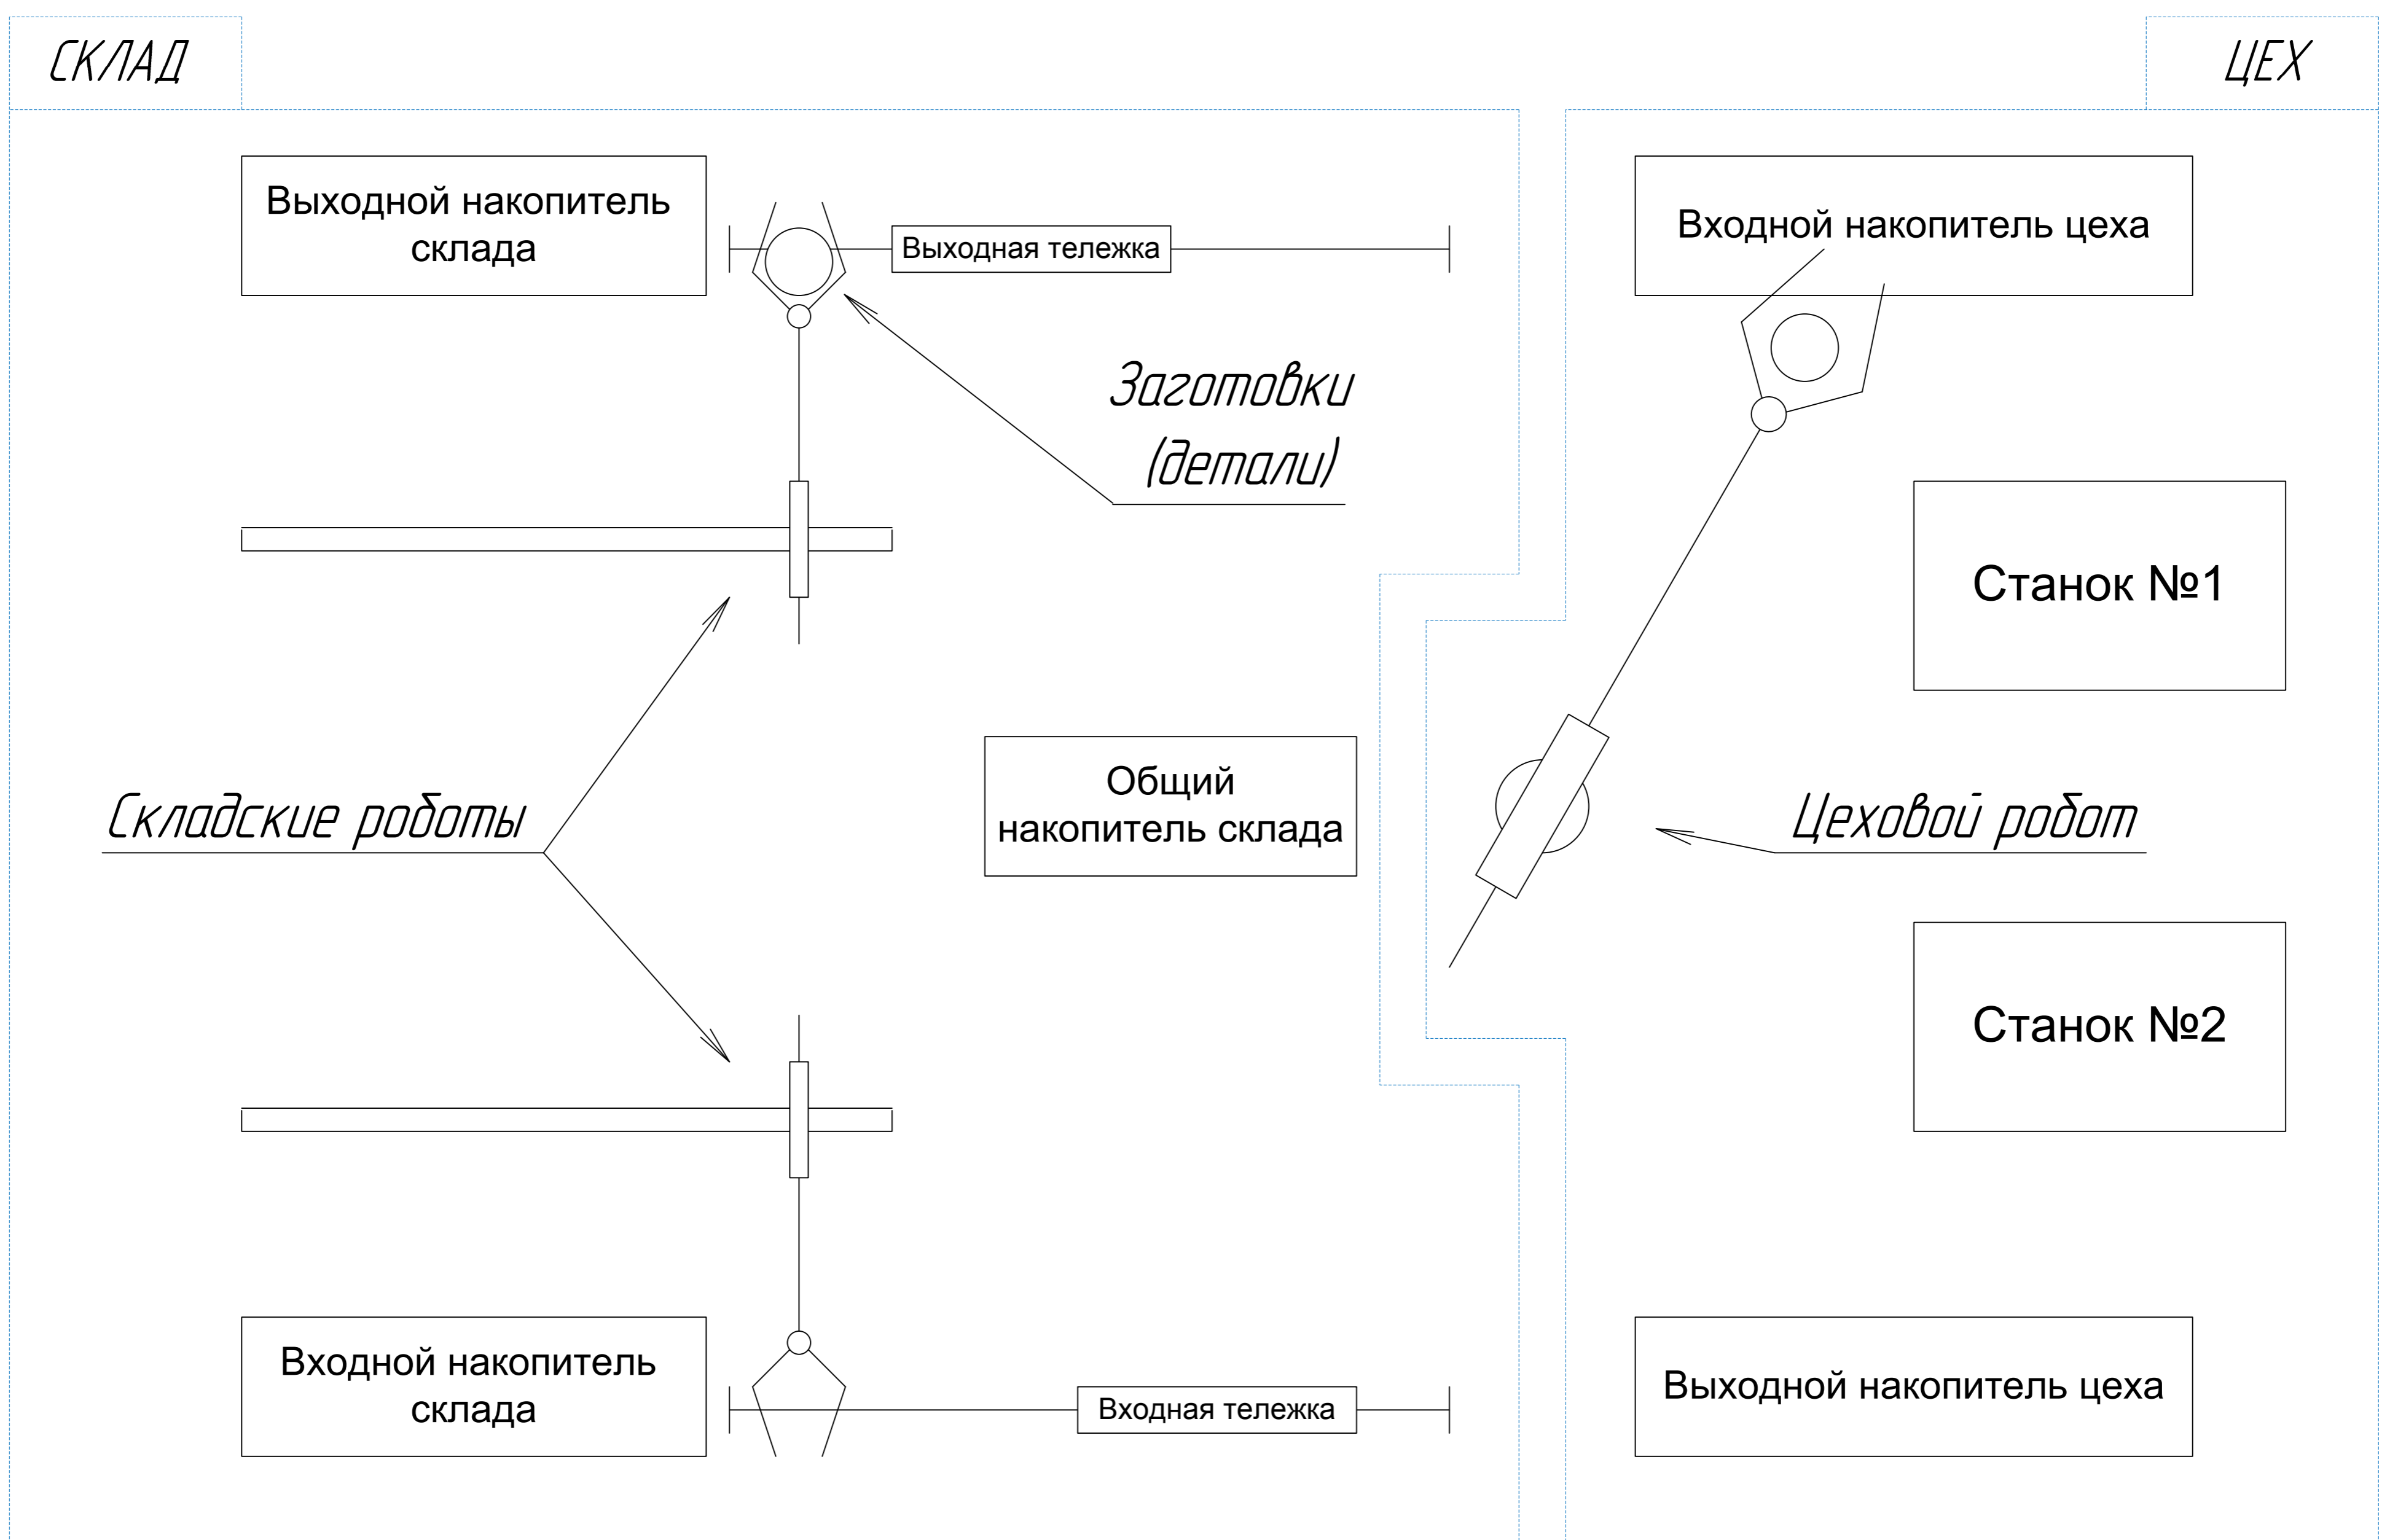 СКЛАД
ЦЕХ
Выходной накопитель
склада
Выходная тележка
Входной накопитель цеха
Заготовки
(детали)
Станок №1
Складские роботы
Общий
накопитель склада
Цеховой робот
Станок №2
Входной накопитель
склада
Входная тележка
Выходной накопитель цеха